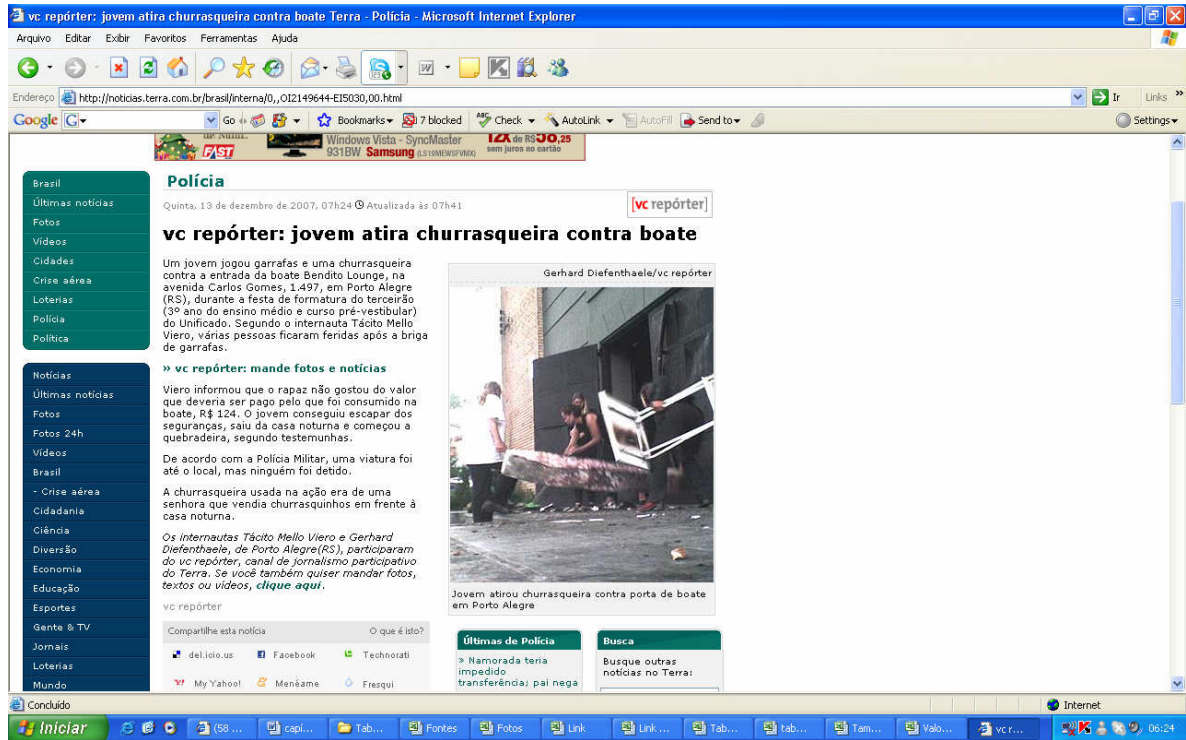 vc repórter: jovem atira churrasqueira contra boate Terra - Polícia - Microsoft Internet Explorer
Arquivo Editar Exibir Favoritos Ferramentas Ajuda
Endereço http://noticias.terra.com.br/brasil/interna/0,,OI2149644-EI5030,00.html Ir Links
Google G Go Bookmarks 7 blocked Check AutoLink AutoFill Send to Settings
FAST Windows Vista - SyncMaster 12X de R$58,25
931BW Samsung sem juros no cartão
Brasil
Últimas notícias
Fotos
Vídeos
Cidades
Crise aérea
Loterias
Polícia
Política
Notícias
Últimas notícias
Fotos
Fotos 24h
Vídeos
Brasil
- Crise aérea
Cidadania
Ciência
Diversão
Economia
Educação
Esportes
Gente & TV
Jornais
Loterias
Mundo
Polícia
Quinta, 13 de dezembro de 2007, 07h24 Atualizada às 07h41
[vc repórter]
vc repórter: jovem atira churrasqueira contra boate
Um jovem jogou garrafas e uma churrasqueira
contra a entrada da boate Bendito Lounge, na
avenida Carlos Gomes, 1.497, em Porto Alegre
(RS), durante a festa de formatura do terceirão
(3º ano do ensino médio e curso pré-vestibular)
do Unificado. Segundo o internauta Tácito Mello
Viero, várias pessoas ficaram feridas após a briga
de garrafas.
» vc repórter: mande fotos e notícias
Viero informou que o rapaz não gostou do valor
que deveria ser pago pelo que foi consumido na
boate, R$ 124. O jovem conseguiu escapar dos
seguranças, saiu da casa noturna e começou a
quebradeira, segundo testemunhas.
De acordo com a Polícia Militar, uma viatura foi
até o local, mas ninguém foi detido.
A churrasqueira usada na ação era de uma
senhora que vendia churrasquinhos em frente à
casa noturna.
Os internautas Tácito Mello Viero e Gerhard
Diefenthaele, de Porto Alegre(RS), participaram
do vc repórter, canal de jornalismo participativo
do Terra. Se você também quiser mandar fotos,
textos ou vídeos, clique aqui.
vc repórter
Compartilhe esta notícia O que é isto?
del.icio.us Facebook Technorati
My Yahoo! Menéame Fresqui
Gerhard Diefenthaele/vc repórter
Jovem atirou churrasqueira contra porta de boate
em Porto Alegre
Últimas de Polícia
» Namorada teria
impedido
transferência; pai nega
Busca
Busque outras
notícias no Terra:
Concluído Internet
Iniciar (58 ... capí... Tab... Fontes Fotos Link Link ... Tab... tab... Tam... Valo... vc r... 06:24